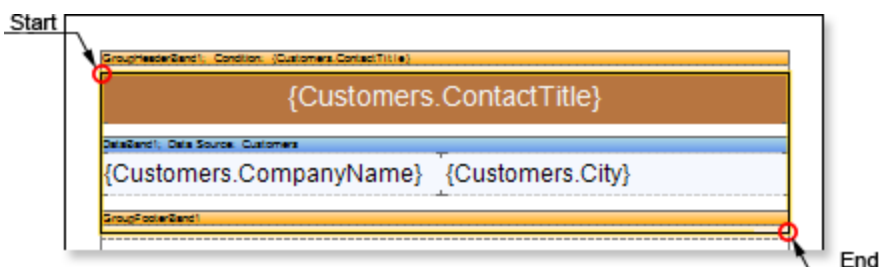 Start
GroupHeaderBand1; Condition: {Customers.ContactTitle}
{Customers.ContactTitle}
DataBand1; Data Source: Customers
{Customers.CompanyName} {Customers.City}
GroupFooterBand1
End